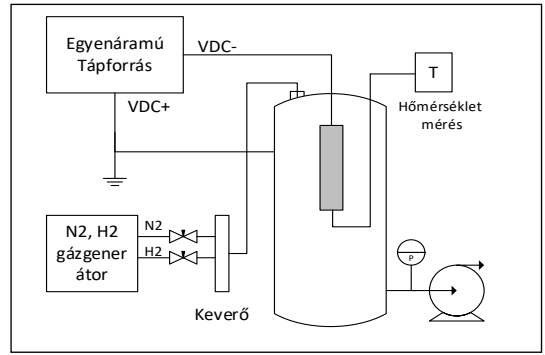 Egyenáramú
Tápforrás
VDC-
VDC+
T
Hőmérséklet
mérés
N2, H2
gázgener
átor
N2
H2
Keverő
P